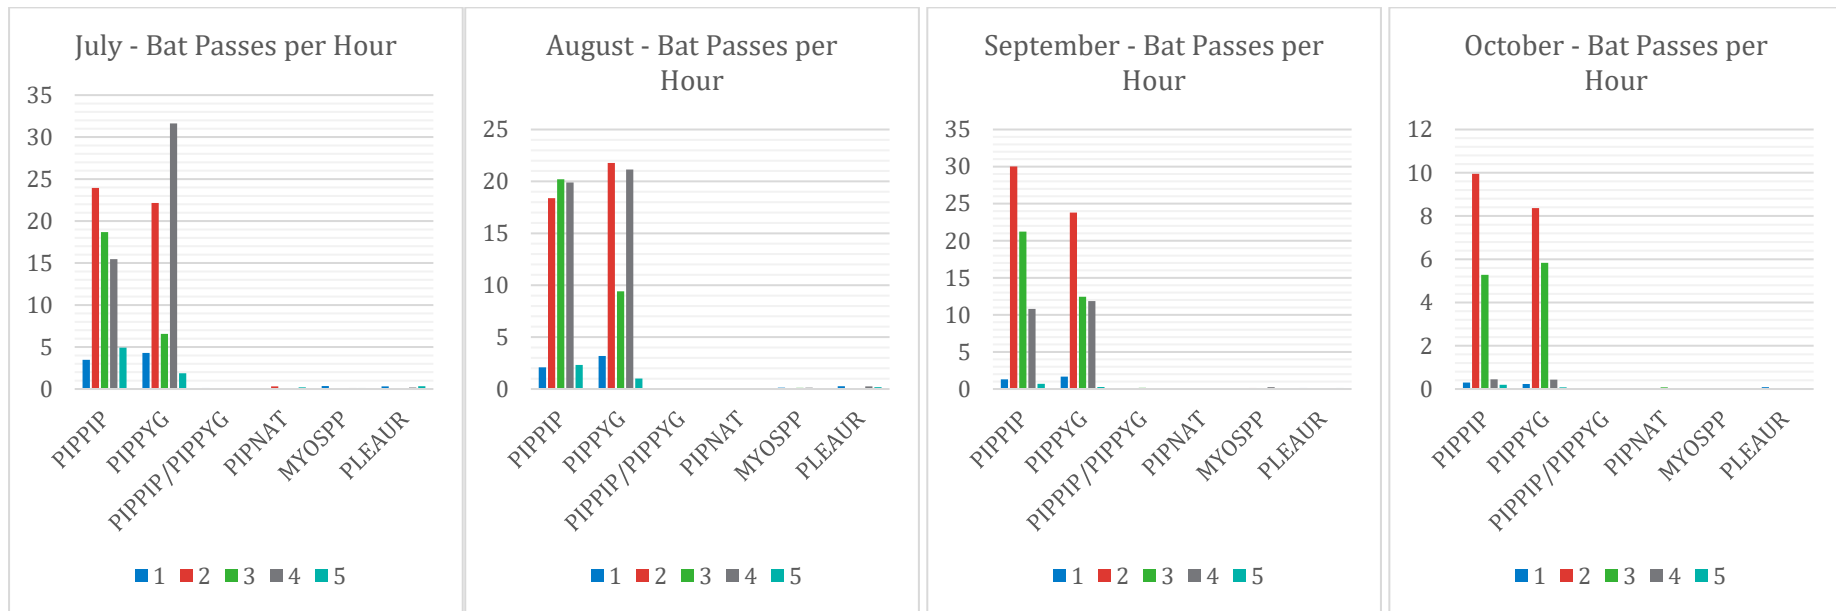 July - Bat Passes per Hour
35
30
25
20
15
10
5
0
PIPPIP
PIPPYG
PIPPIP/PIPPYG
PIPNAT
MYOSPP
PLEAUR
1 2 3 4 5
August - Bat Passes per
Hour
25
20
15
10
5
0
PIPPIP
PIPPYG
PIPPIP/PIPPYG
PIPNAT
MYOSPP
PLEAUR
1 2 3 4 5
September - Bat Passes per
Hour
35
30
25
20
15
10
5
0
PIPPIP
PIPPYG
PIPPIP/PIPPYG
PIPNAT
MYOSPP
PLEAUR
1 2 3 4 5
October - Bat Passes per
Hour
12
10
8
6
4
2
0
PIPPIP
PIPPYG
PIPPIP/PIPPYG
PIPNAT
MYOSPP
PLEAUR
1 2 3 4 5